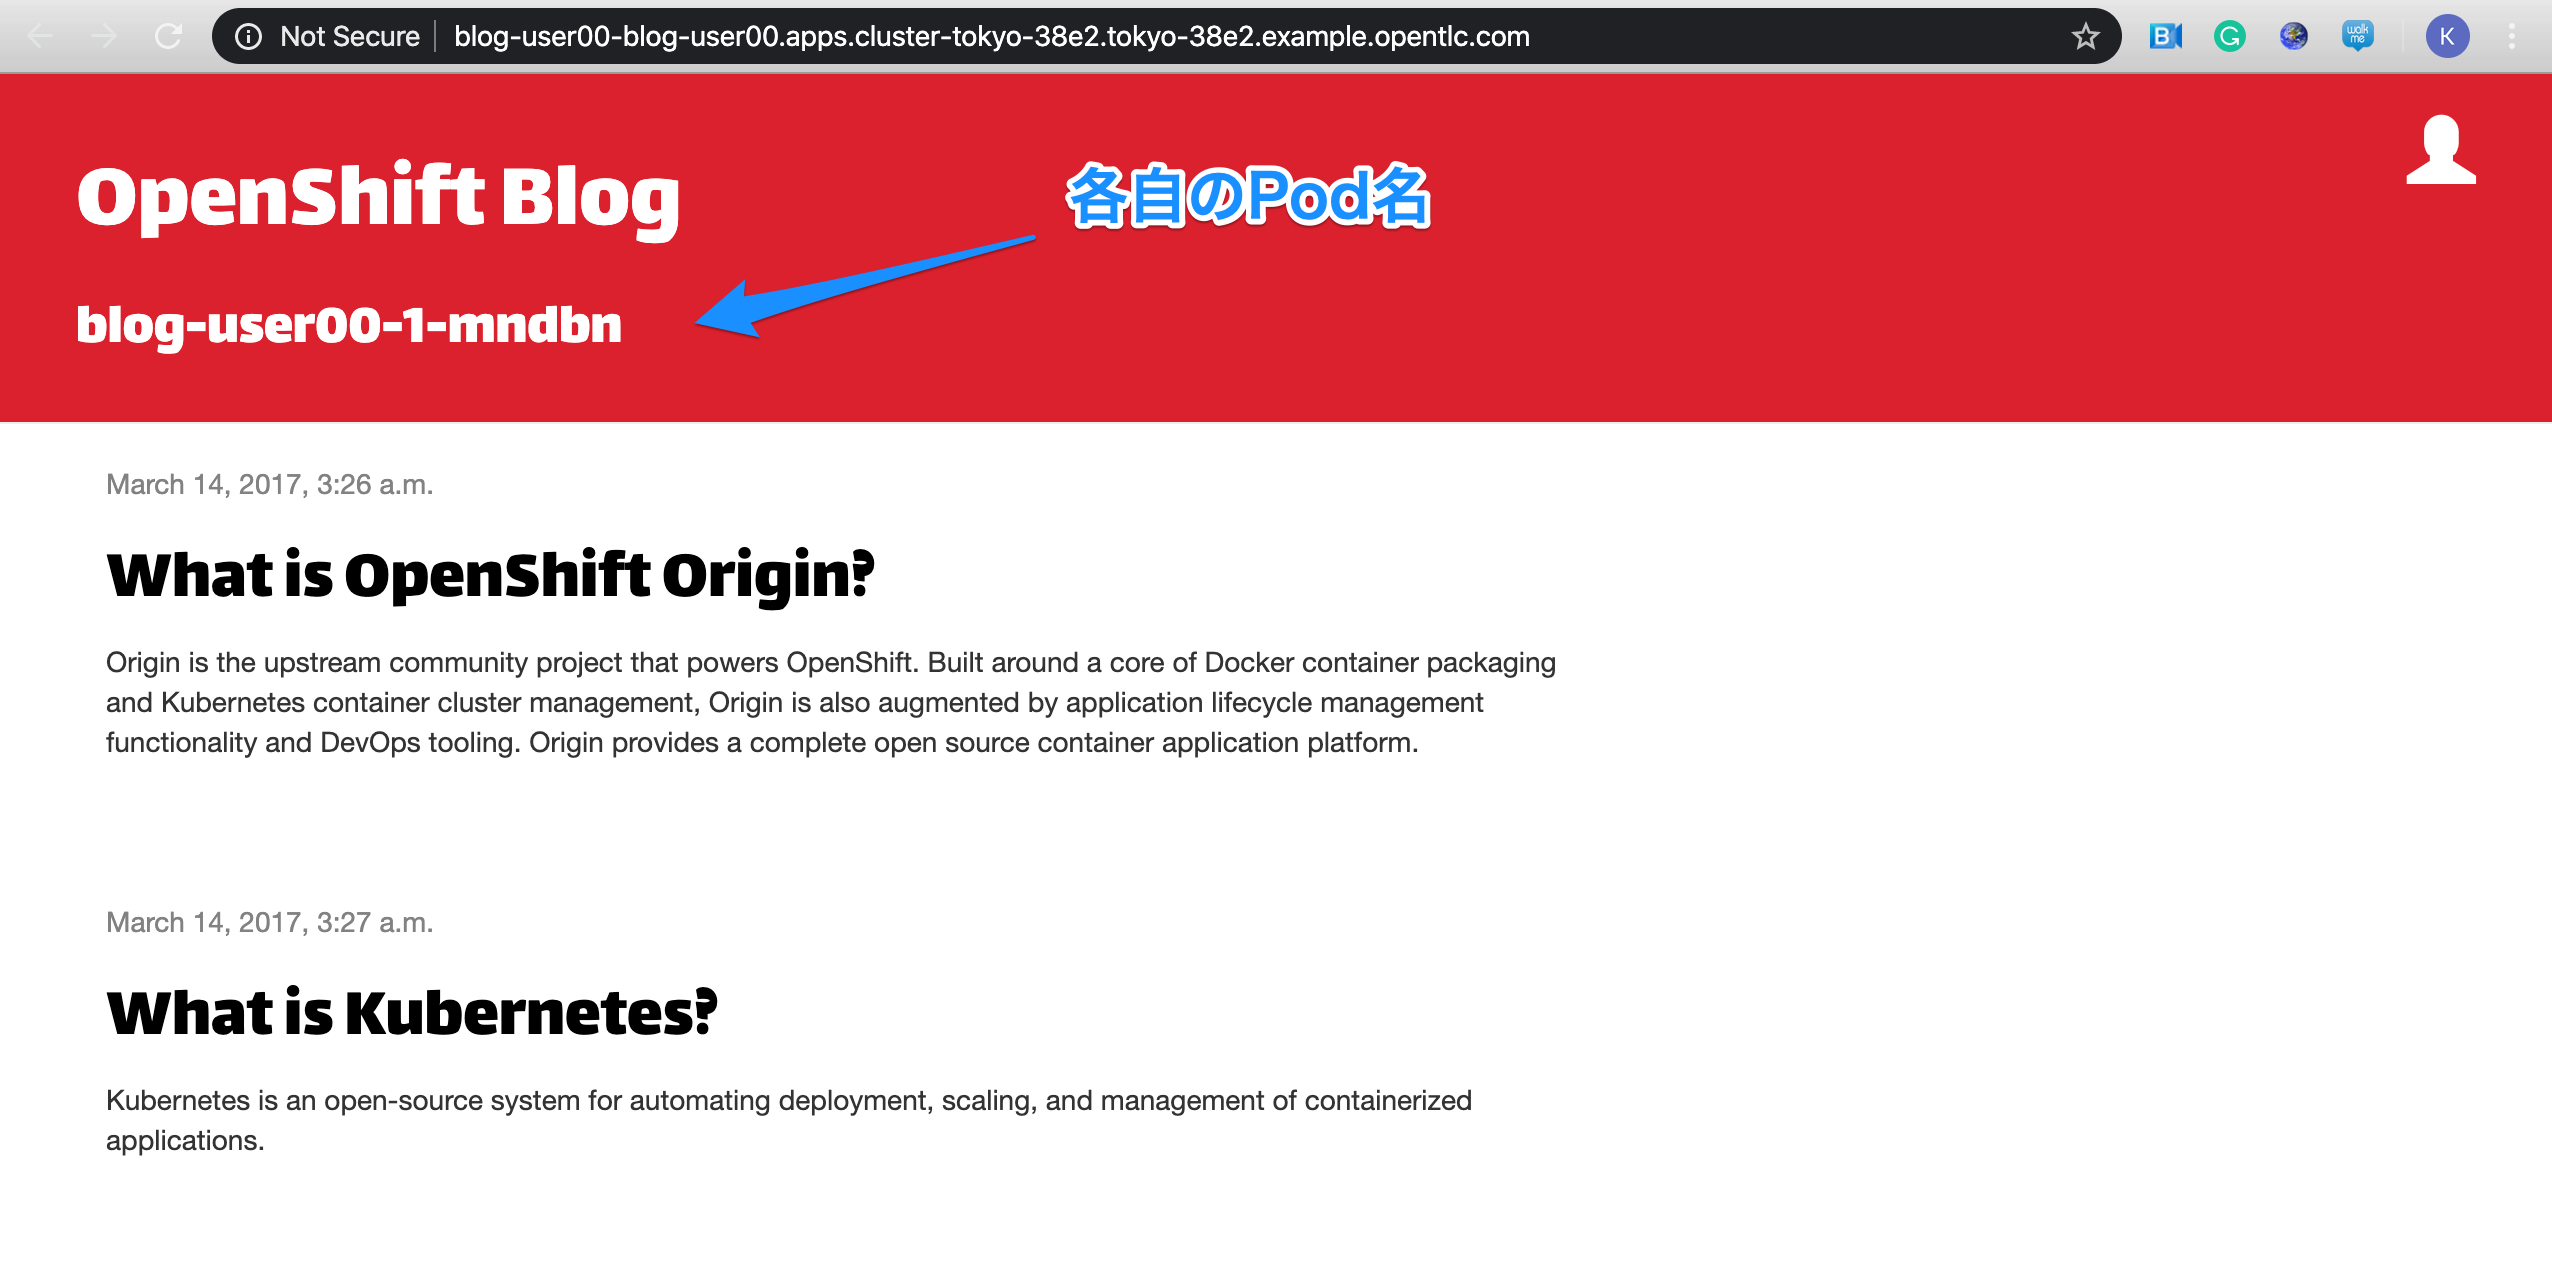 Not Secure | blog-user00-blog-user00.apps.cluster-tokyo-38e2.tokyo-38e2.example.opentlc.com
B
G
walk me
K
OpenShift Blog
各自のPod名
blog-user00-1-mndbn
March 14, 2017, 3:26 a.m.
What is OpenShift Origin?
Origin is the upstream community project that powers OpenShift. Built around a core of Docker container packaging
and Kubernetes container cluster management, Origin is also augmented by application lifecycle management
functionality and DevOps tooling. Origin provides a complete open source container application platform.
March 14, 2017, 3:27 a.m.
What is Kubernetes?
Kubernetes is an open-source system for automating deployment, scaling, and management of containerized
applications.